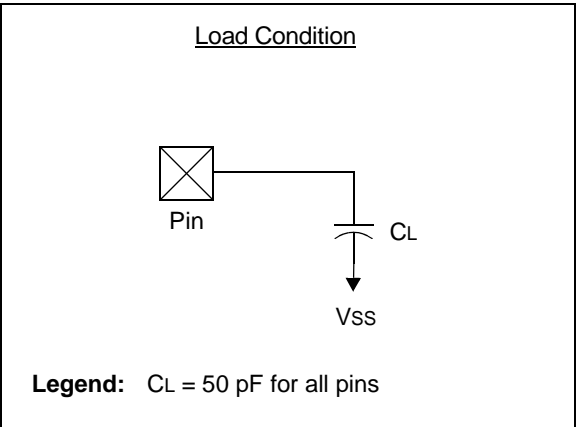 Load Condition
Pin
CL
VSS
Legend: CL = 50 pF for all pins